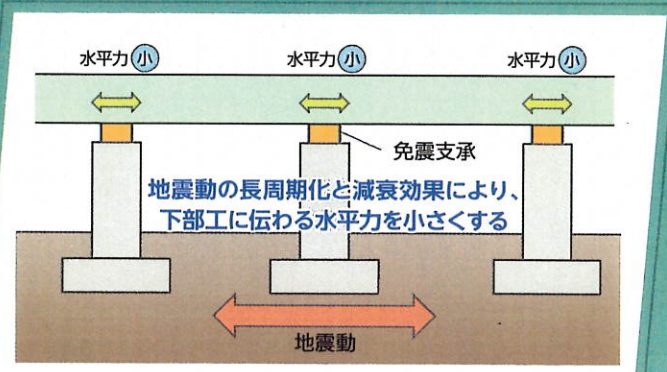 水平力 小
水平力 小
水平力 小
免震支承
地震動の長周期化と減衰効果により、
下部工に伝わる水平力を小さくする
地震動